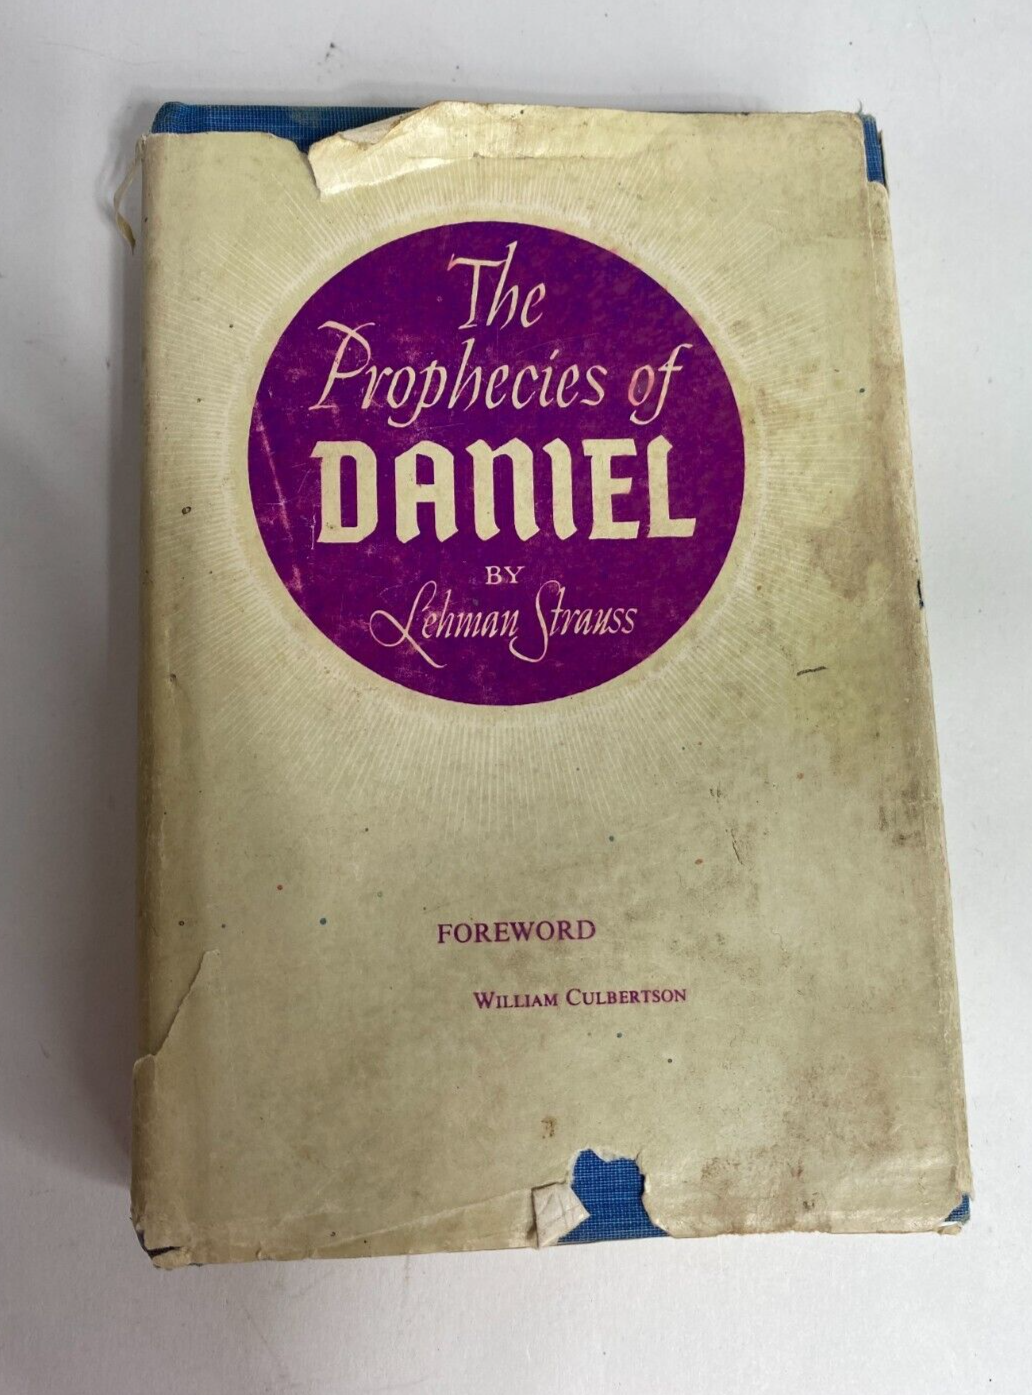 The
Prophecies of
DANIEL
BY
Lehman Strauss
FOREWORD
WILLIAM CULBERTSON